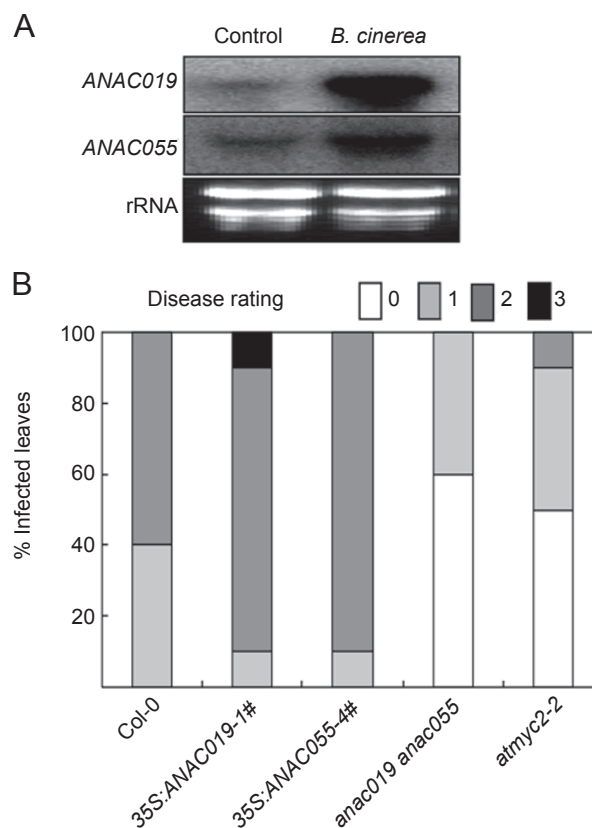 A
Control B. cinerea
ANAC019
ANAC055
rRNA
B
Disease rating 0 1 2 3
% Infected leaves
100
80
60
40
20
Col-0
35S:ANAC019-1#
35S:ANAC055-4#
anac019 anac055
atmyc2-2